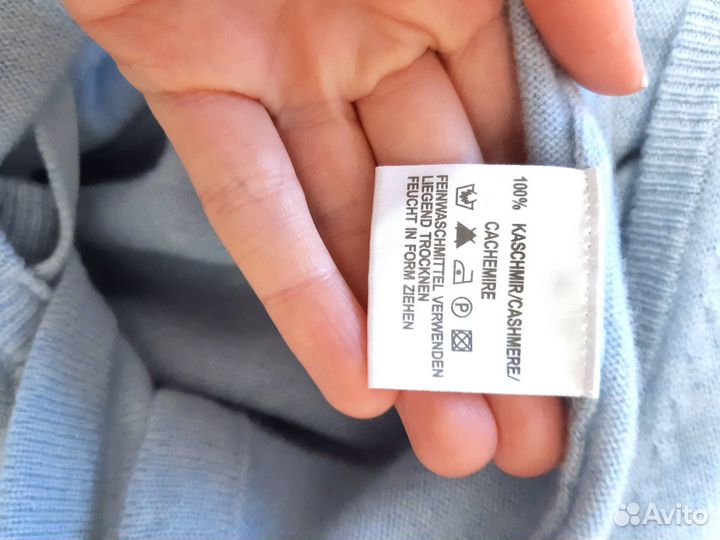 100% KASCHMIR/CASHMERE/
CACHEMIRE
P
FEINWASCHMITTEL VERWENDEN
LIEGEND TROCKNEN
FEUCHT IN FORM ZIEHEN
Avito